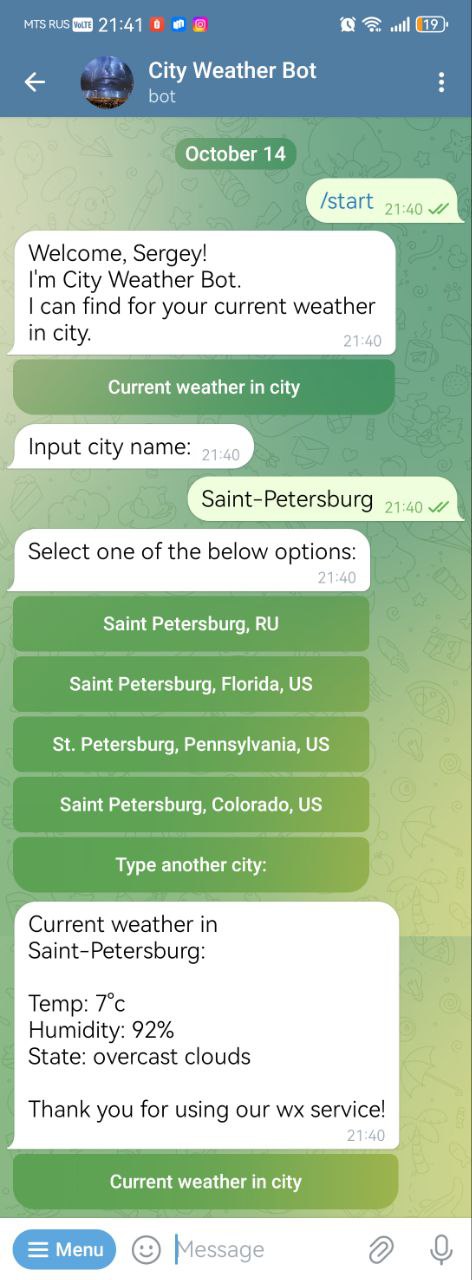 MTS RUS VoLTE 21:41 19
City Weather Bot
bot
October 14
/start 21:40
Welcome, Sergey!
I'm City Weather Bot.
I can find for your current weather
in city. 21:40
Current weather in city
Input city name: 21:40
Saint-Petersburg 21:40
Select one of the below options:
21:40
Saint Petersburg, RU
Saint Petersburg, Florida, US
St. Petersburg, Pennsylvania, US
Saint Petersburg, Colorado, US
Type another city:
Current weather in
Saint-Petersburg:
Temp: 7°c
Humidity: 92%
State: overcast clouds
Thank you for using our wx service!
21:40
Current weather in city
Menu Message